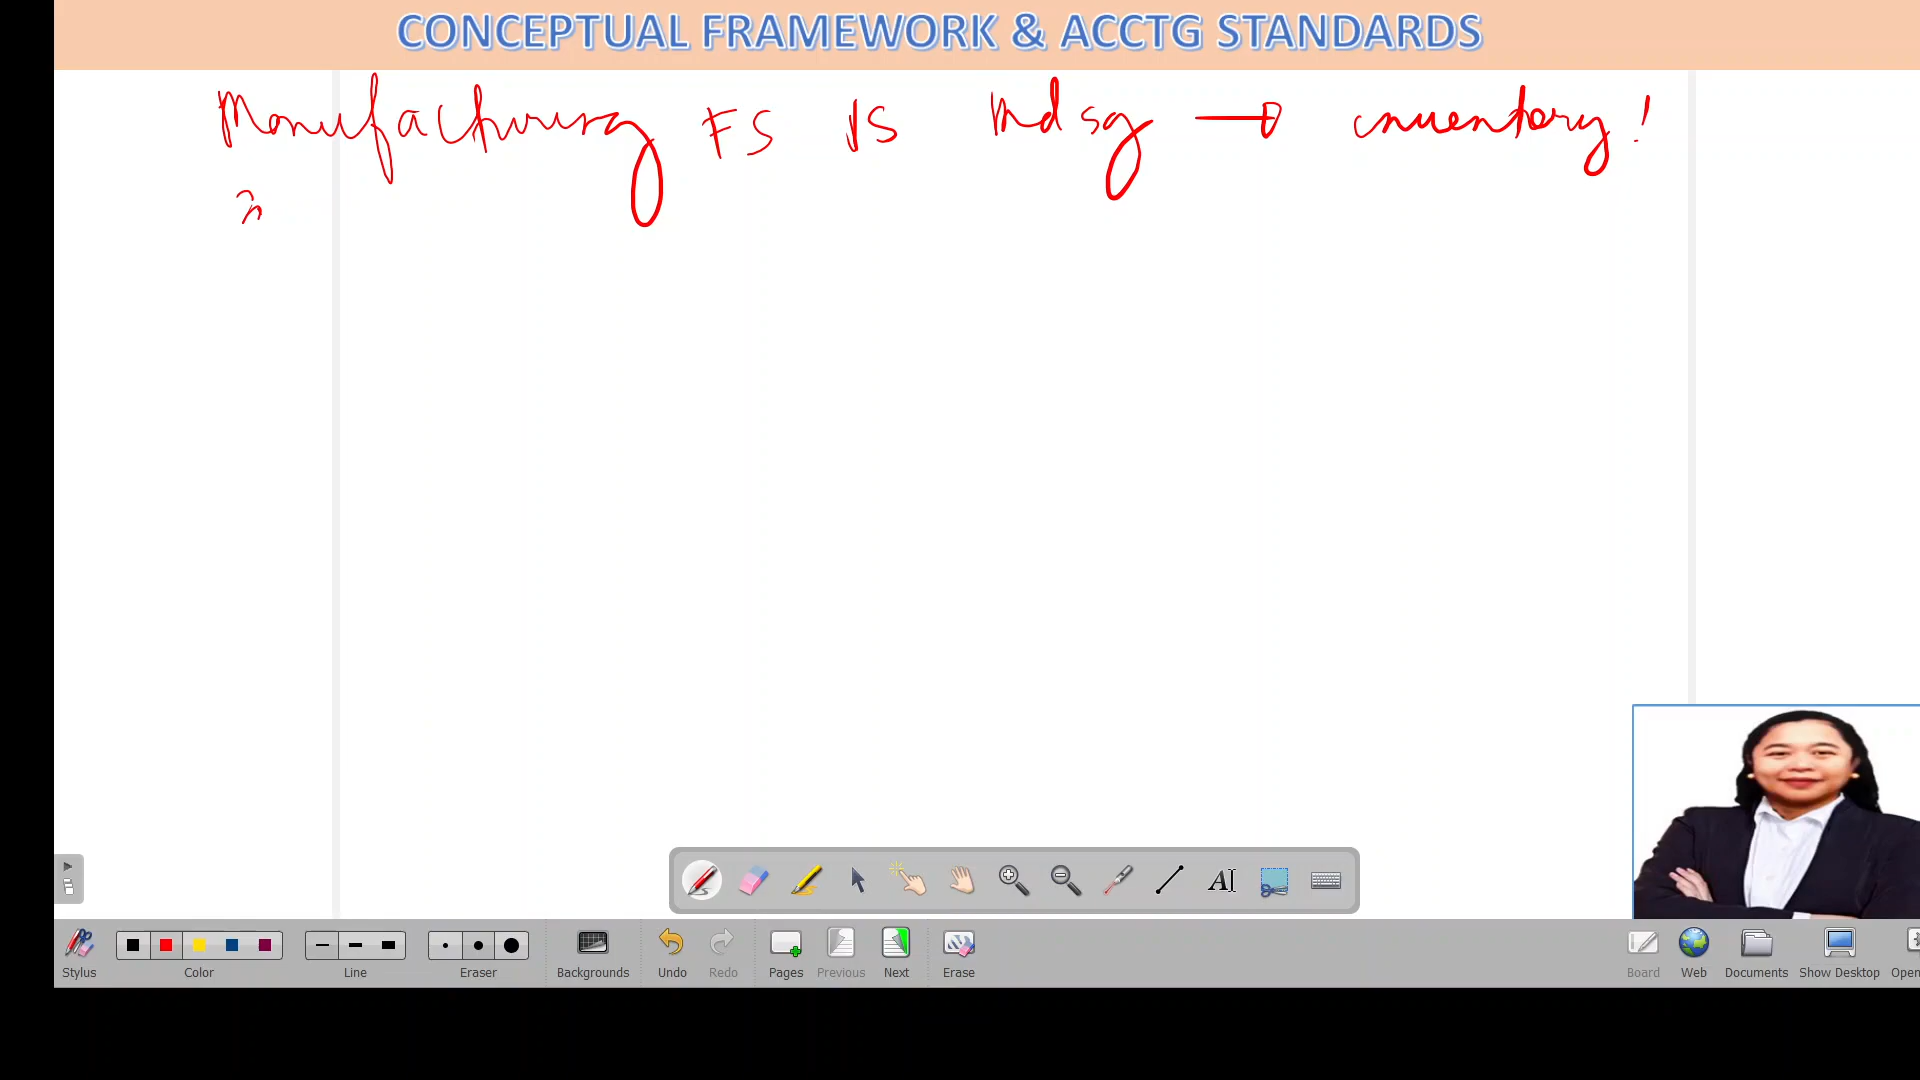 CONCEPTUAL FRAMEWORK & ACCTG STANDARDS
Manufacturing FS VS mdsg → inventory!
Stylus
Color
Line
Eraser
Backgrounds
Undo
Redo
Pages
Previous
Next
Erase
Board
Web
Documents
Show Desktop
Open